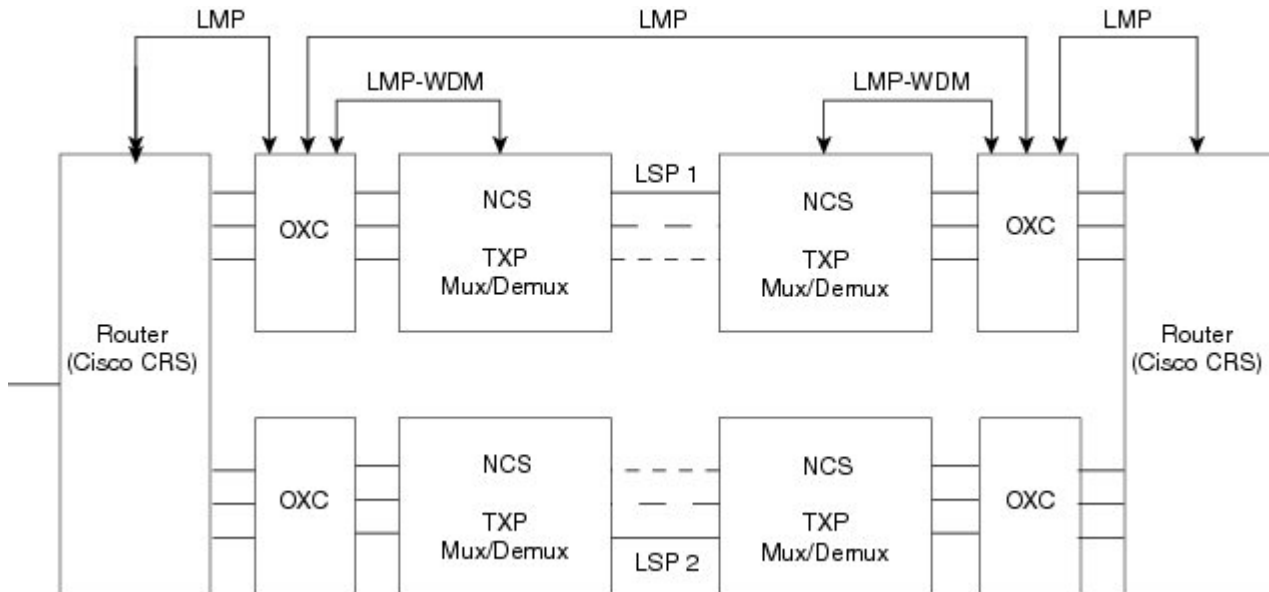 LMP
LMP
LMP
LMP-WDM
LMP-WDM
LSP 1
NCS
NCS
OXC
OXC
TXP
Mux/Demux
TXP
Mux/Demux
Router
(Cisco CRS)
Router
(Cisco CRS)
NCS
NCS
OXC
OXC
TXP
Mux/Demux
TXP
Mux/Demux
LSP 2